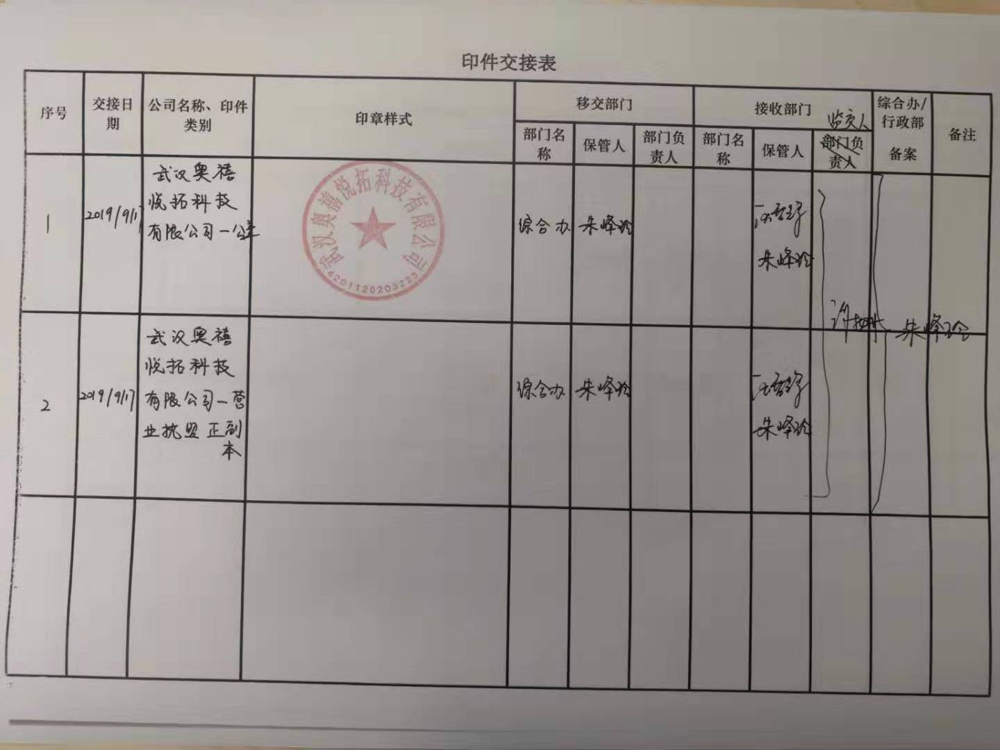 印件交接表
序号
交接日
期
公司名称、印件
类别
印章样式
移交部门
部门名
称
保管人
部门负
责人
接收部门
监交人
部门名
称
保管人
部门负
责人
综合办/
行政部
备案
备注
1
2019/9/17
武汉奥禧
悦拓科技
有限公司一公章
武汉奥禧悦拓科技有限公司
4201120203223
综合办
朱峰
朱峰
2
2019/9/17
武汉奥禧
悦拓科技
有限公司一营
业执照 正副
本
综合办
朱峰
朱峰
朱峰